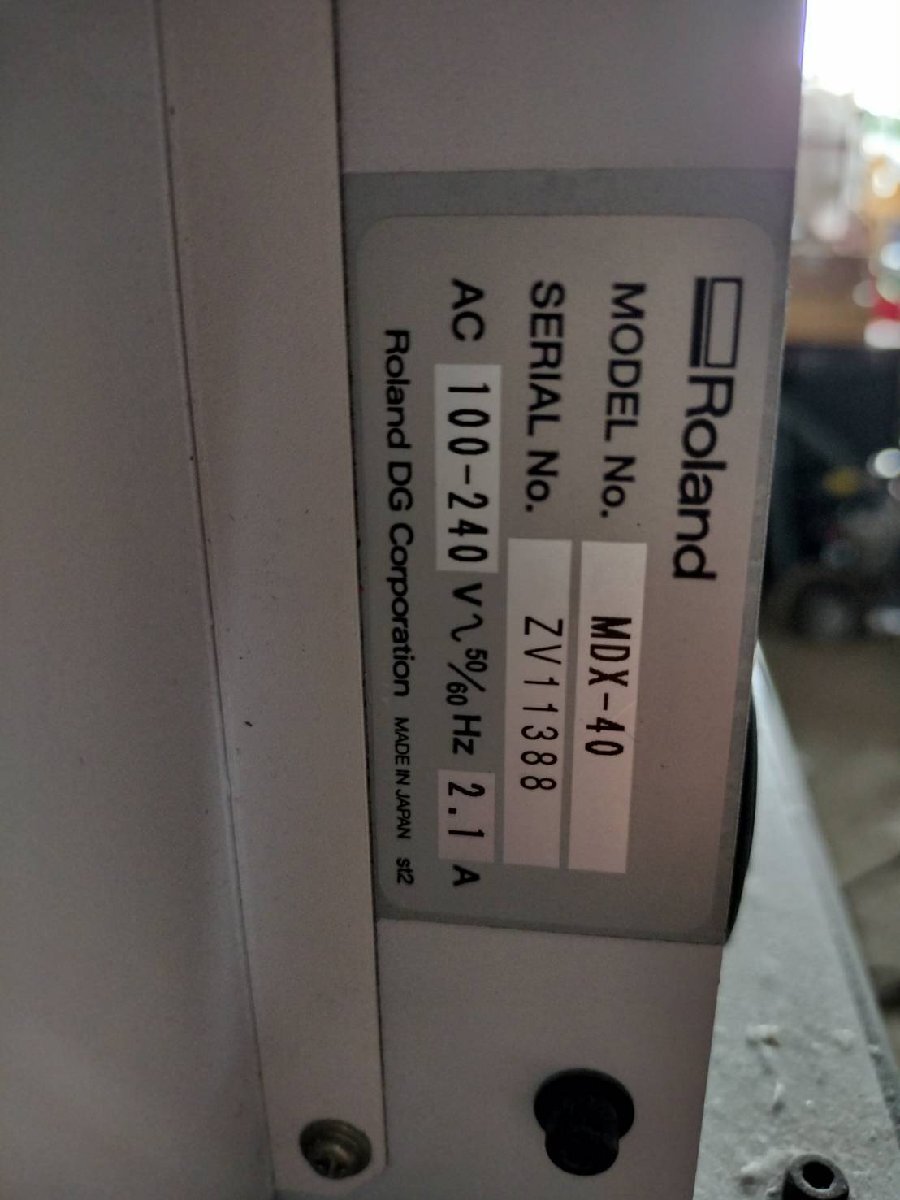 Roland
MODEL No. MDX-40
SERIAL No. ZV11388
AC 100-240 V ∿ 50/60 Hz 2.1 A
Roland DG Corporation MADE IN JAPAN st2